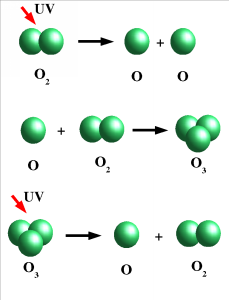 UV
+
O₂ O O
+
O O₂ O₃
UV
+
O₃ O O₂